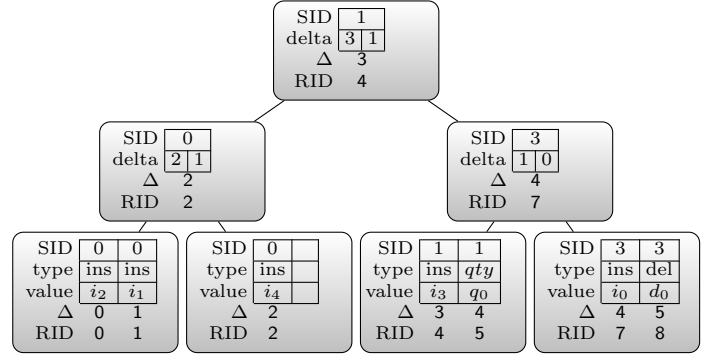 SID 1
delta 3 1
Δ 3
RID 4
SID 0
delta 2 1
Δ 2
RID 2
SID 3
delta 1 0
Δ 4
RID 7
SID 0 0
type ins ins
value i₂ i₁
Δ 0 1
RID 0 1
SID 0
type ins
value i₄
Δ 2
RID 2
SID 1 1
type ins qty
value i₃ q₀
Δ 3 4
RID 4 5
SID 3 3
type ins del
value i₀ d₀
Δ 4 5
RID 7 8